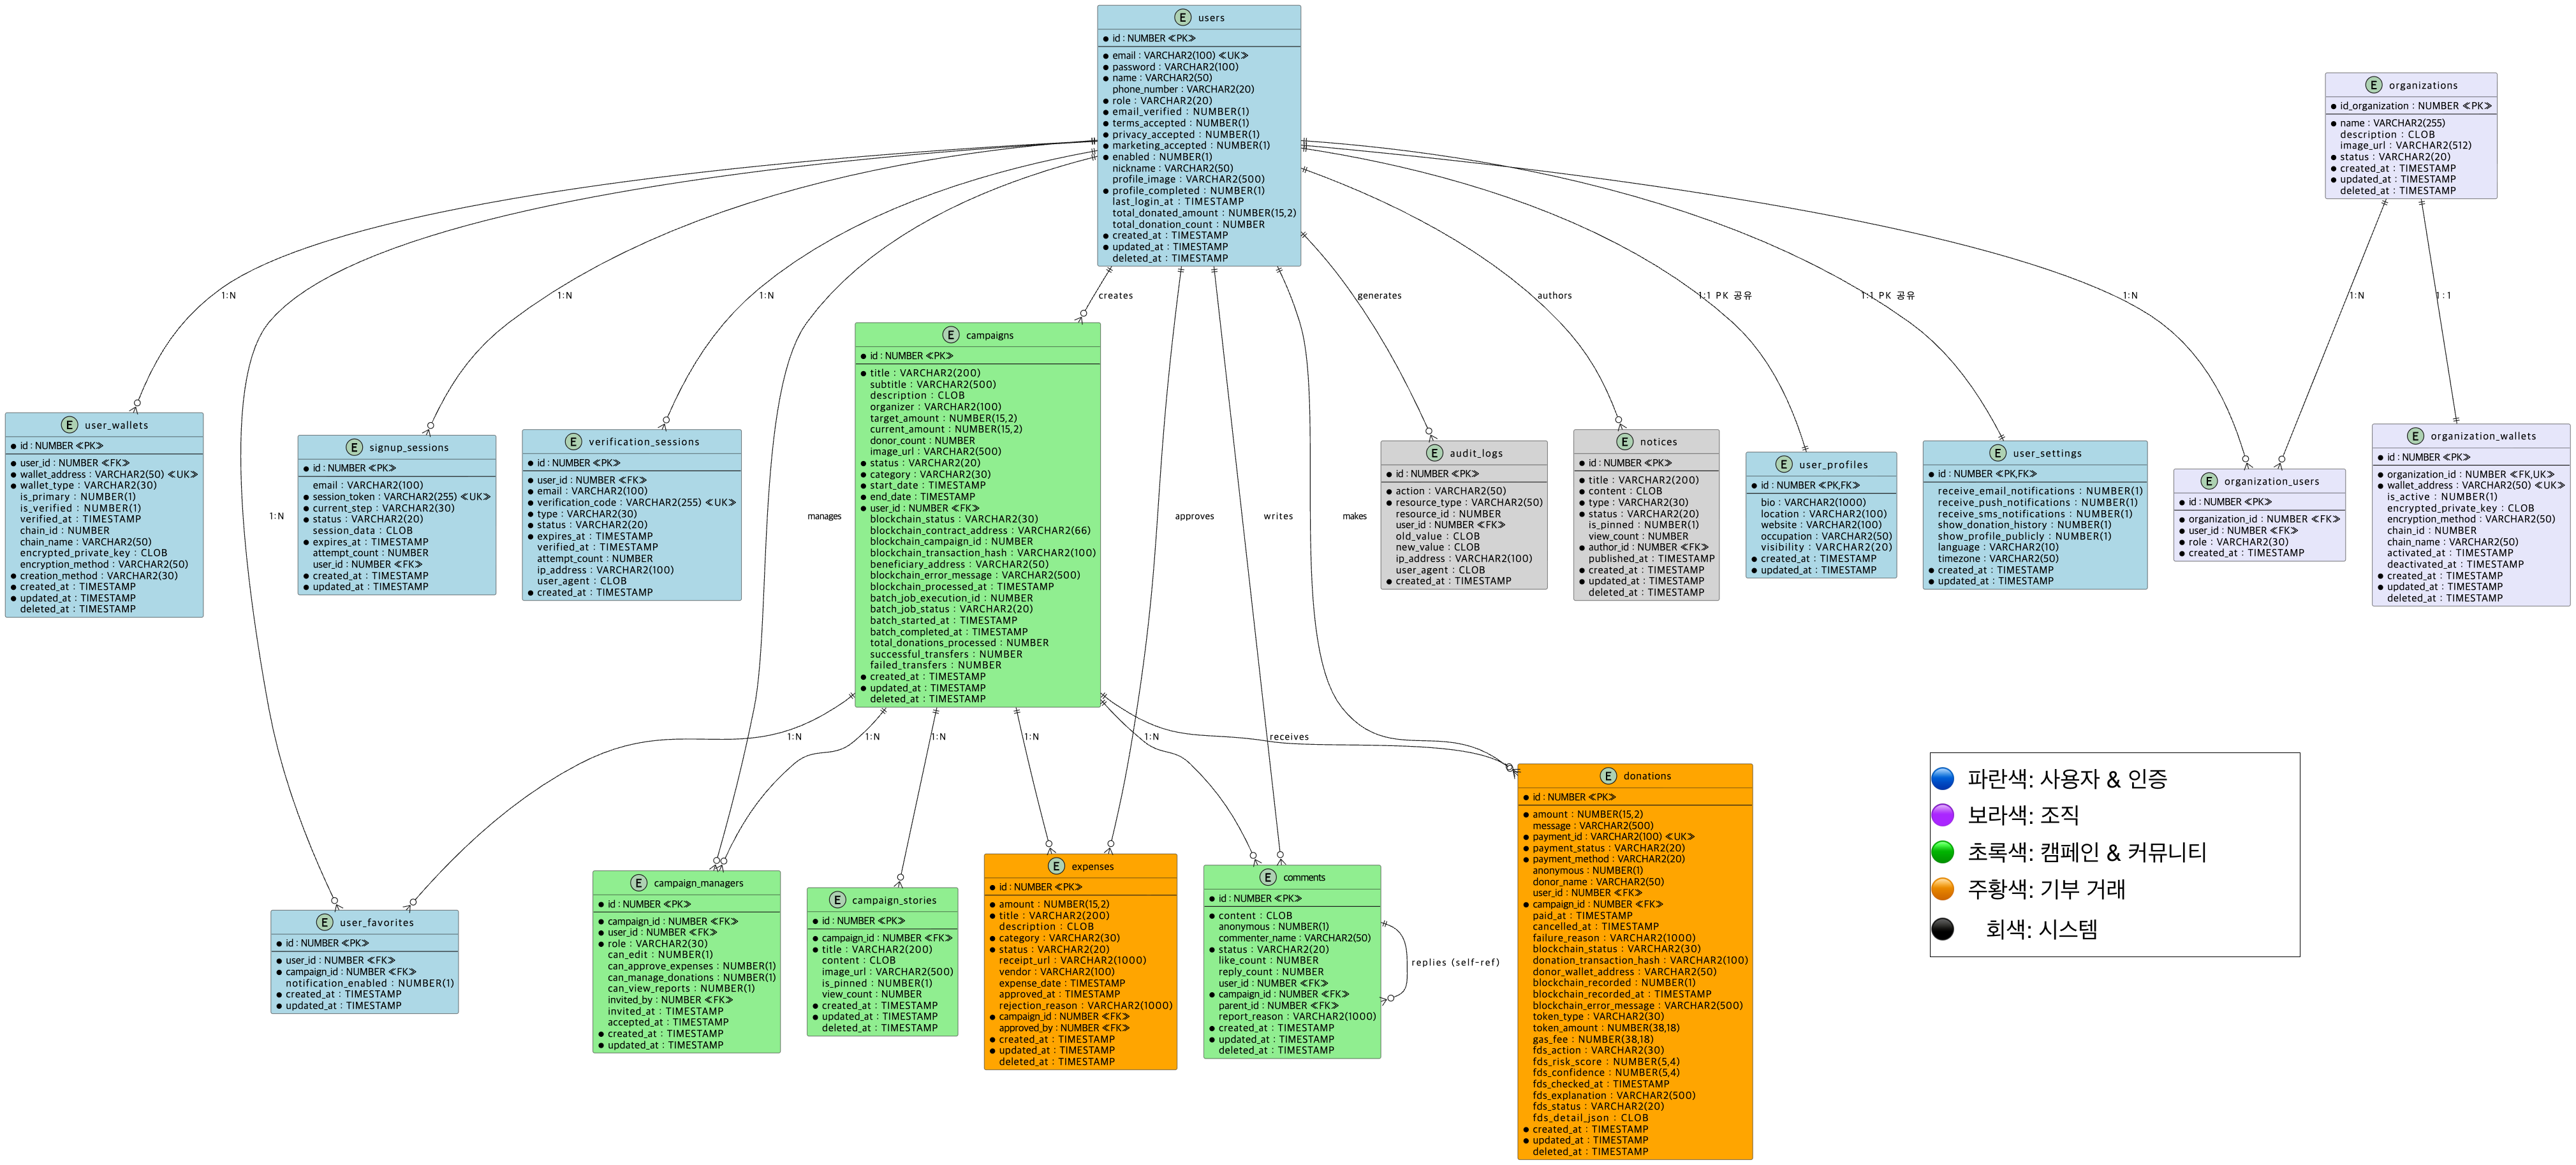 E users
id : NUMBER «PK»
email : VARCHAR2(100) «UK»
password : VARCHAR2(100)
name : VARCHAR2(50)
phone_number : VARCHAR2(20)
role : VARCHAR2(20)
email_verified : NUMBER(1)
terms_accepted : NUMBER(1)
privacy_accepted : NUMBER(1)
marketing_accepted : NUMBER(1)
enabled : NUMBER(1)
nickname : VARCHAR2(50)
profile_image : VARCHAR2(500)
profile_completed : NUMBER(1)
last_login_at : TIMESTAMP
total_donated_amount : NUMBER(15,2)
total_donation_count : NUMBER
created_at : TIMESTAMP
updated_at : TIMESTAMP
deleted_at : TIMESTAMP
E organizations
id_organization : NUMBER «PK»
name : VARCHAR2(255)
description : CLOB
image_url : VARCHAR2(512)
status : VARCHAR2(20)
created_at : TIMESTAMP
updated_at : TIMESTAMP
deleted_at : TIMESTAMP
1:N
1:N
1:N
creates
generates
authors
1:1 PK 공유
1:1 PK 공유
1:N
1:N
1:1
E campaigns
id : NUMBER «PK»
title : VARCHAR2(200)
subtitle : VARCHAR2(500)
description : CLOB
organizer : VARCHAR2(100)
target_amount : NUMBER(15,2)
current_amount : NUMBER(15,2)
donor_count : NUMBER
image_url : VARCHAR2(500)
status : VARCHAR2(20)
category : VARCHAR2(30)
start_date : TIMESTAMP
end_date : TIMESTAMP
user_id : NUMBER «FK»
blockchain_status : VARCHAR2(30)
blockchain_contract_address : VARCHAR2(66)
blockchain_campaign_id : NUMBER
blockchain_transaction_hash : VARCHAR2(100)
beneficiary_address : VARCHAR2(50)
blockchain_error_message : VARCHAR2(500)
blockchain_processed_at : TIMESTAMP
batch_job_execution_id : NUMBER
batch_job_status : VARCHAR2(20)
batch_started_at : TIMESTAMP
batch_completed_at : TIMESTAMP
total_donations_processed : NUMBER
successful_transfers : NUMBER
failed_transfers : NUMBER
created_at : TIMESTAMP
updated_at : TIMESTAMP
deleted_at : TIMESTAMP
E user_wallets
id : NUMBER «PK»
user_id : NUMBER «FK»
wallet_address : VARCHAR2(50) «UK»
wallet_type : VARCHAR2(30)
is_primary : NUMBER(1)
is_verified : NUMBER(1)
verified_at : TIMESTAMP
chain_id : NUMBER
chain_name : VARCHAR2(50)
encrypted_private_key : CLOB
encryption_method : VARCHAR2(50)
creation_method : VARCHAR2(30)
created_at : TIMESTAMP
updated_at : TIMESTAMP
deleted_at : TIMESTAMP
1:N
E signup_sessions
id : NUMBER «PK»
email : VARCHAR2(100)
session_token : VARCHAR2(255) «UK»
current_step : VARCHAR2(30)
status : VARCHAR2(20)
session_data : CLOB
expires_at : TIMESTAMP
attempt_count : NUMBER
user_id : NUMBER «FK»
created_at : TIMESTAMP
updated_at : TIMESTAMP
E verification_sessions
id : NUMBER «PK»
user_id : NUMBER «FK»
email : VARCHAR2(100)
verification_code : VARCHAR2(255) «UK»
type : VARCHAR2(30)
status : VARCHAR2(20)
expires_at : TIMESTAMP
verified_at : TIMESTAMP
attempt_count : NUMBER
ip_address : VARCHAR2(100)
user_agent : CLOB
created_at : TIMESTAMP
manages
approves
writes
makes
E audit_logs
id : NUMBER «PK»
action : VARCHAR2(50)
resource_type : VARCHAR2(50)
resource_id : NUMBER
user_id : NUMBER «FK»
old_value : CLOB
new_value : CLOB
ip_address : VARCHAR2(100)
user_agent : CLOB
created_at : TIMESTAMP
E notices
id : NUMBER «PK»
title : VARCHAR2(200)
content : CLOB
type : VARCHAR2(30)
status : VARCHAR2(20)
is_pinned : NUMBER(1)
view_count : NUMBER
author_id : NUMBER «FK»
published_at : TIMESTAMP
created_at : TIMESTAMP
updated_at : TIMESTAMP
deleted_at : TIMESTAMP
E user_profiles
id : NUMBER «PK,FK»
bio : VARCHAR2(1000)
location : VARCHAR2(100)
website : VARCHAR2(100)
occupation : VARCHAR2(50)
visibility : VARCHAR2(20)
created_at : TIMESTAMP
updated_at : TIMESTAMP
E user_settings
id : NUMBER «PK,FK»
receive_email_notifications : NUMBER(1)
receive_push_notifications : NUMBER(1)
receive_sms_notifications : NUMBER(1)
show_donation_history : NUMBER(1)
show_profile_publicly : NUMBER(1)
language : VARCHAR2(10)
timezone : VARCHAR2(50)
created_at : TIMESTAMP
updated_at : TIMESTAMP
E organization_users
id : NUMBER «PK»
organization_id : NUMBER «FK»
user_id : NUMBER «FK»
role : VARCHAR2(30)
created_at : TIMESTAMP
E organization_wallets
id : NUMBER «PK»
organization_id : NUMBER «FK,UK»
wallet_address : VARCHAR2(50) «UK»
is_active : NUMBER(1)
encrypted_private_key : CLOB
encryption_method : VARCHAR2(50)
chain_id : NUMBER
chain_name : VARCHAR2(50)
activated_at : TIMESTAMP
deactivated_at : TIMESTAMP
created_at : TIMESTAMP
updated_at : TIMESTAMP
deleted_at : TIMESTAMP
1:N
1:N
1:N
1:N
1:N
receives
E user_favorites
id : NUMBER «PK»
user_id : NUMBER «FK»
campaign_id : NUMBER «FK»
notification_enabled : NUMBER(1)
created_at : TIMESTAMP
updated_at : TIMESTAMP
E campaign_managers
id : NUMBER «PK»
campaign_id : NUMBER «FK»
user_id : NUMBER «FK»
role : VARCHAR2(30)
can_edit : NUMBER(1)
can_approve_expenses : NUMBER(1)
can_manage_donations : NUMBER(1)
can_view_reports : NUMBER(1)
invited_by : NUMBER «FK»
invited_at : TIMESTAMP
accepted_at : TIMESTAMP
created_at : TIMESTAMP
updated_at : TIMESTAMP
E campaign_stories
id : NUMBER «PK»
campaign_id : NUMBER «FK»
title : VARCHAR2(200)
content : CLOB
image_url : VARCHAR2(500)
is_pinned : NUMBER(1)
view_count : NUMBER
created_at : TIMESTAMP
updated_at : TIMESTAMP
deleted_at : TIMESTAMP
E expenses
id : NUMBER «PK»
amount : NUMBER(15,2)
title : VARCHAR2(200)
description : CLOB
category : VARCHAR2(30)
status : VARCHAR2(20)
receipt_url : VARCHAR2(1000)
vendor : VARCHAR2(100)
expense_date : TIMESTAMP
approved_at : TIMESTAMP
rejection_reason : VARCHAR2(1000)
campaign_id : NUMBER «FK»
approved_by : NUMBER «FK»
created_at : TIMESTAMP
updated_at : TIMESTAMP
deleted_at : TIMESTAMP
E comments
id : NUMBER «PK»
content : CLOB
anonymous : NUMBER(1)
commenter_name : VARCHAR2(50)
status : VARCHAR2(20)
like_count : NUMBER
reply_count : NUMBER
user_id : NUMBER «FK»
campaign_id : NUMBER «FK»
parent_id : NUMBER «FK»
report_reason : VARCHAR2(1000)
created_at : TIMESTAMP
updated_at : TIMESTAMP
deleted_at : TIMESTAMP
replies (self-ref)
E donations
id : NUMBER «PK»
amount : NUMBER(15,2)
message : VARCHAR2(500)
payment_id : VARCHAR2(100) «UK»
payment_status : VARCHAR2(20)
payment_method : VARCHAR2(20)
anonymous : NUMBER(1)
donor_name : VARCHAR2(50)
user_id : NUMBER «FK»
campaign_id : NUMBER «FK»
paid_at : TIMESTAMP
cancelled_at : TIMESTAMP
failure_reason : VARCHAR2(1000)
blockchain_status : VARCHAR2(30)
donation_transaction_hash : VARCHAR2(100)
donor_wallet_address : VARCHAR2(50)
blockchain_recorded : NUMBER(1)
blockchain_recorded_at : TIMESTAMP
blockchain_error_message : VARCHAR2(500)
token_type : VARCHAR2(30)
token_amount : NUMBER(38,18)
gas_fee : NUMBER(38,18)
fds_action : VARCHAR2(30)
fds_risk_score : NUMBER(5,4)
fds_confidence : NUMBER(5,4)
fds_checked_at : TIMESTAMP
fds_explanation : VARCHAR2(500)
fds_status : VARCHAR2(20)
fds_detail_json : CLOB
created_at : TIMESTAMP
updated_at : TIMESTAMP
deleted_at : TIMESTAMP
파란색: 사용자 & 인증
보라색: 조직
초록색: 캠페인 & 커뮤니티
주황색: 기부 거래
회색: 시스템